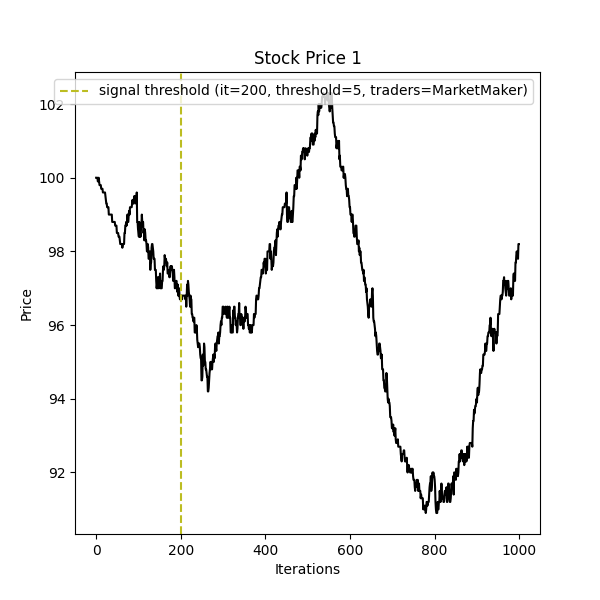 Stock Price 1
signal threshold (it=200, threshold=5, traders=MarketMaker)
102
100
98
96
94
92
Price
0 200 400 600 800 1000
Iterations